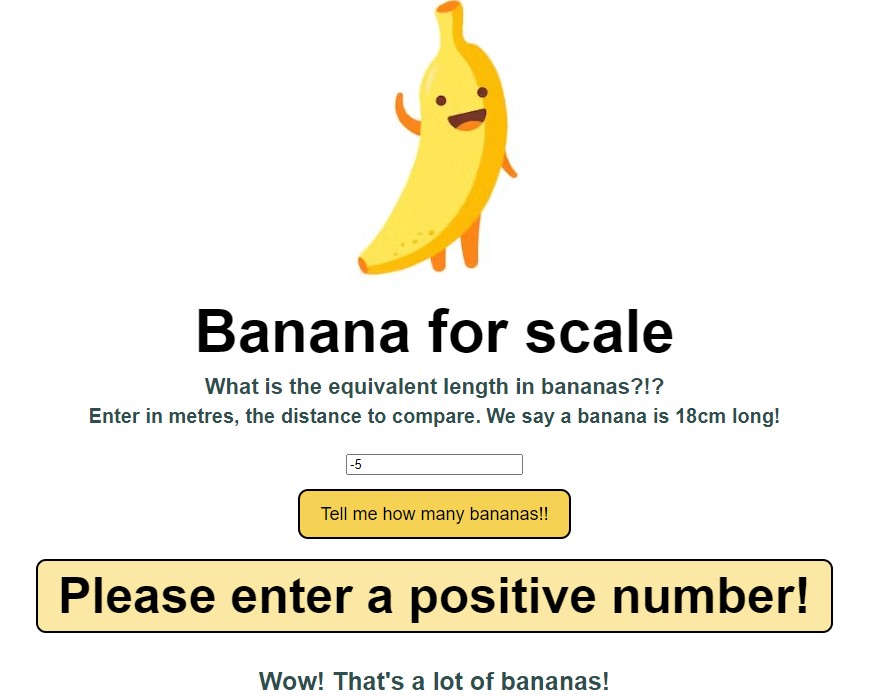 Banana for scale
What is the equivalent length in bananas?!?
Enter in metres, the distance to compare. We say a banana is 18cm long!
-5
Tell me how many bananas!!
Please enter a positive number!
Wow! That's a lot of bananas!